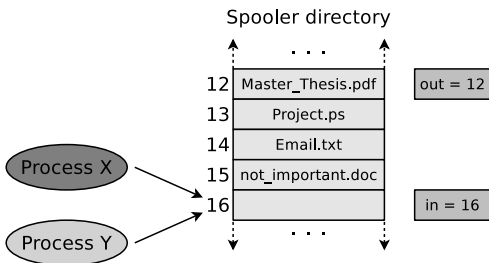 Spooler directory
. . .
12 Master_Thesis.pdf out = 12
13 Project.ps
14 Email.txt
Process X
15 not_important.doc
16 in = 16
Process Y
. . .